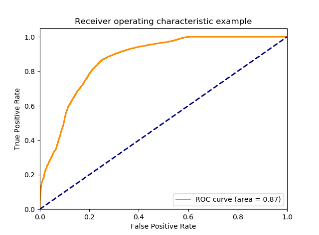 Receiver operating characteristic example
True Positive Rate
1.0
0.8
0.6
0.4
0.2
0.0
ROC curve (area = 0.87)
0.0 0.2 0.4 0.6 0.8 1.0
False Positive Rate